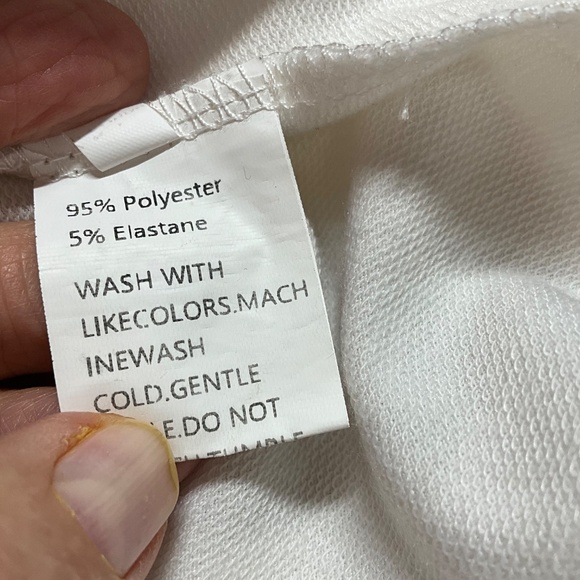 95% Polyester
5% Elastane
WASH WITH
LIKECOLORS.MACH
INEWASH
COLD.GENTLE
E.DO NOT